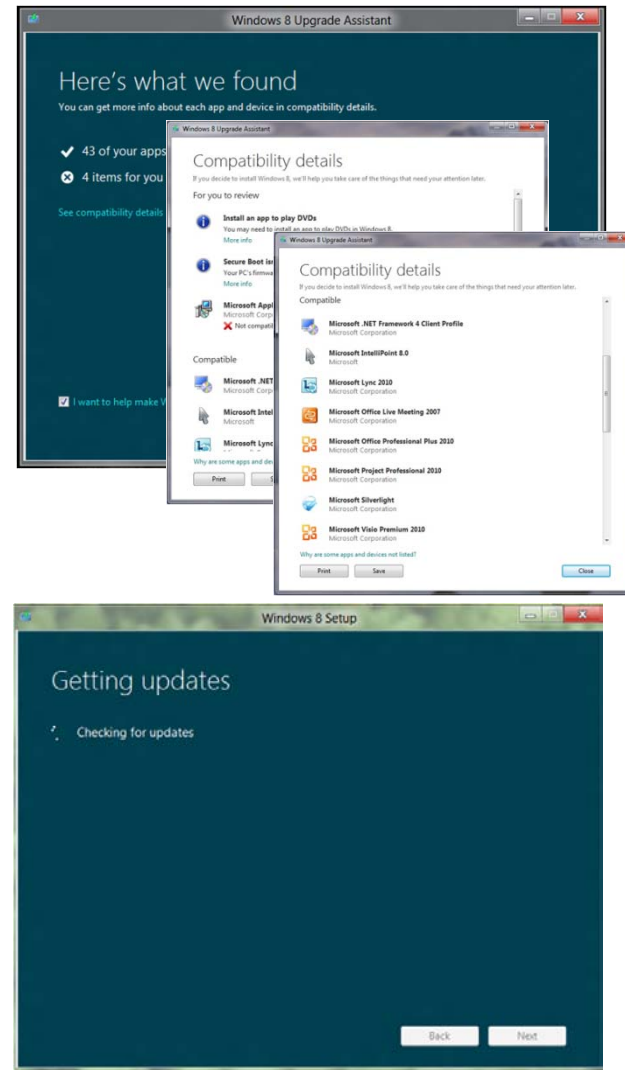 Windows 8 Upgrade Assistant
Here's what we found
You can get more info about each app and device in compatibility details.
43 of your apps
4 items for you
See compatibility details
I want to help make
Windows 8 Upgrade Assistant
Compatibility details
If you decide to install Windows 8, we'll help you take care of the things that need your attention later.
For you to review
Install an app to play DVDs
You may need to install an app to play DVDs in Windows 8.
More info
Secure Boot
Your PC's firmwa
More info
Microsoft Appl
Microsoft Corp
Not compatib
Compatible
Microsoft .NET
Microsoft Corp
Microsoft Intel
Microsoft
Microsoft Lync
Why are some apps and
Print
Windows 8 Upgrade Assistant
Compatibility details
If you decide to install Windows 8, we'll help you take care of the things that need your attention later.
Compatible
Microsoft .NET Framework 4 Client Profile
Microsoft Corporation
Microsoft IntelliPoint 8.0
Microsoft
Microsoft Lync 2010
Microsoft Corporation
Microsoft Office Live Meeting 2007
Microsoft Corporation
Microsoft Office Professional Plus 2010
Microsoft Corporation
Microsoft Project Professional 2010
Microsoft Corporation
Microsoft Silverlight
Microsoft Corporation
Microsoft Visio Premium 2010
Microsoft Corporation
Why are some apps and devices not listed?
Print Save Close
Windows 8 Setup
Getting updates
Checking for updates
Back Next